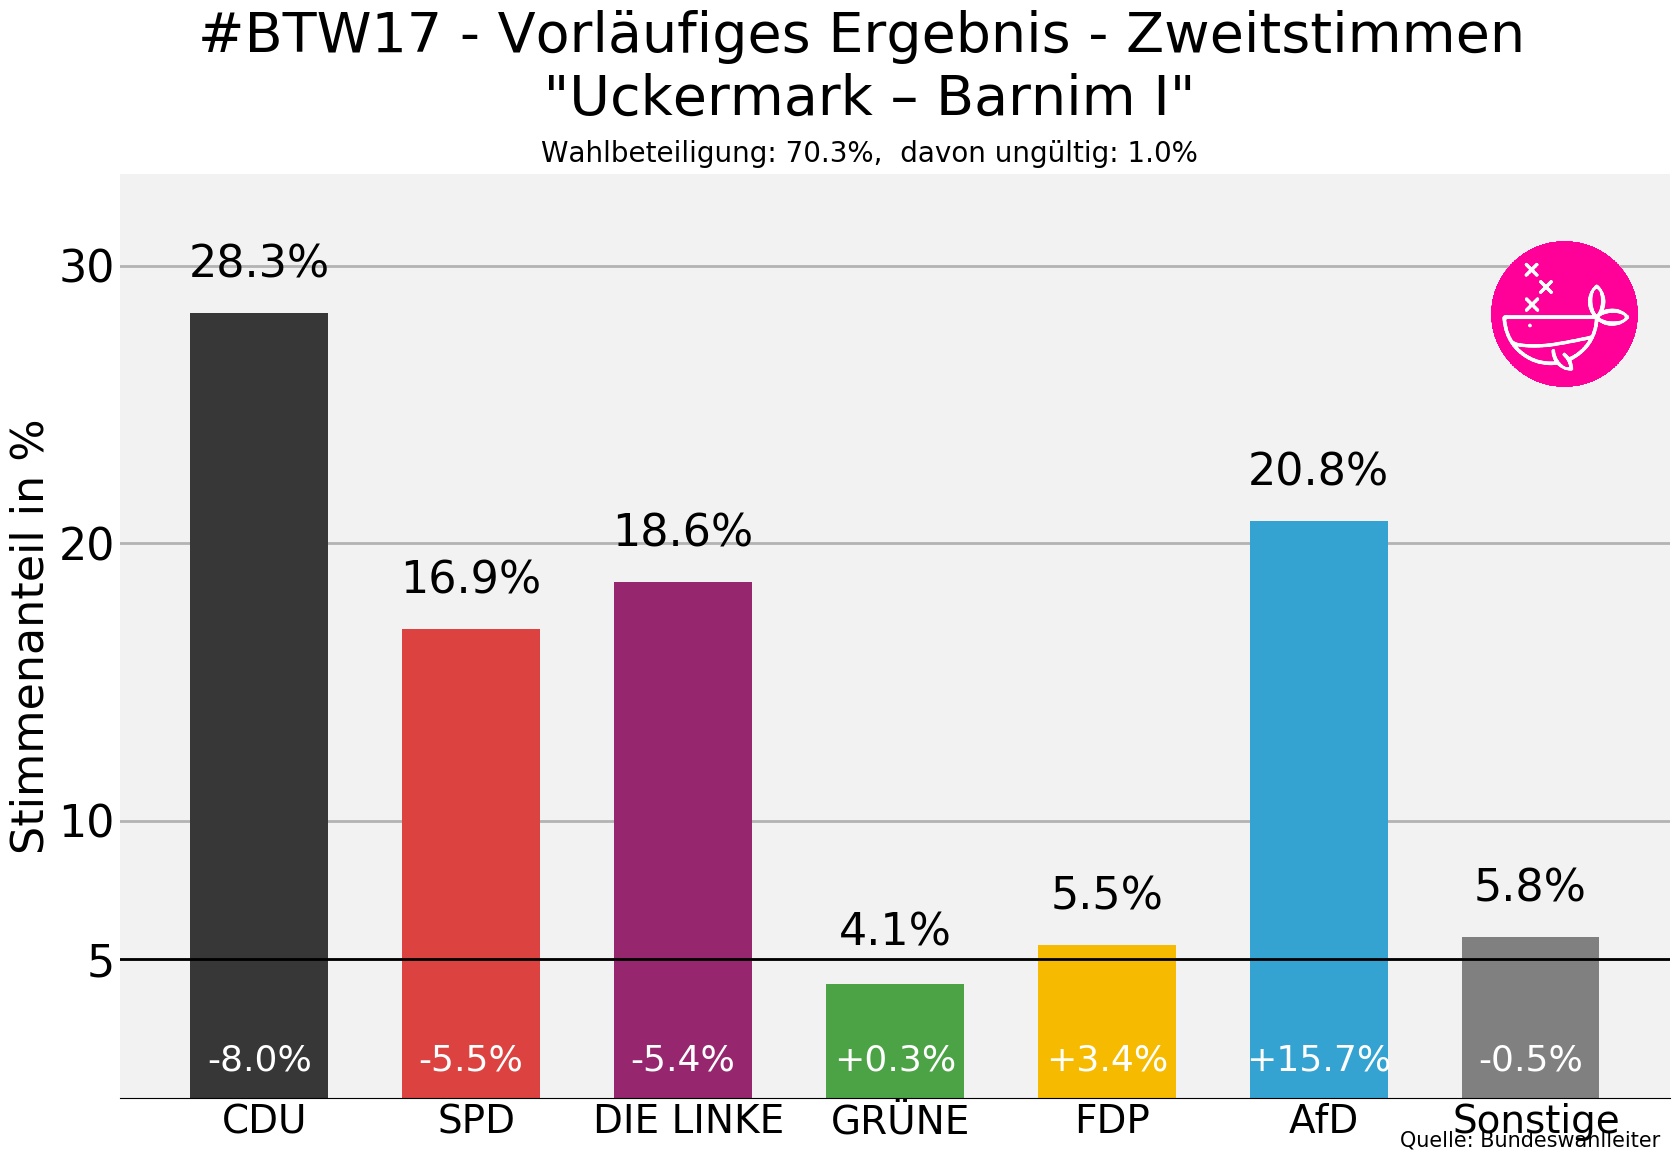 #BTW17 - Vorläufiges Ergebnis - Zweitstimmen
"Uckermark – Barnim I"
Wahlbeteiligung: 70.3%, davon ungültig: 1.0%
Stimmenanteil in %
30
20
10
5
28.3%
16.9%
18.6%
4.1%
5.5%
20.8%
5.8%
-8.0%
-5.5%
-5.4%
+0.3%
+3.4%
+15.7%
-0.5%
CDU
SPD
DIE LINKE
GRÜNE
FDP
AfD
Sonstige
Quelle: Bundeswahlleiter